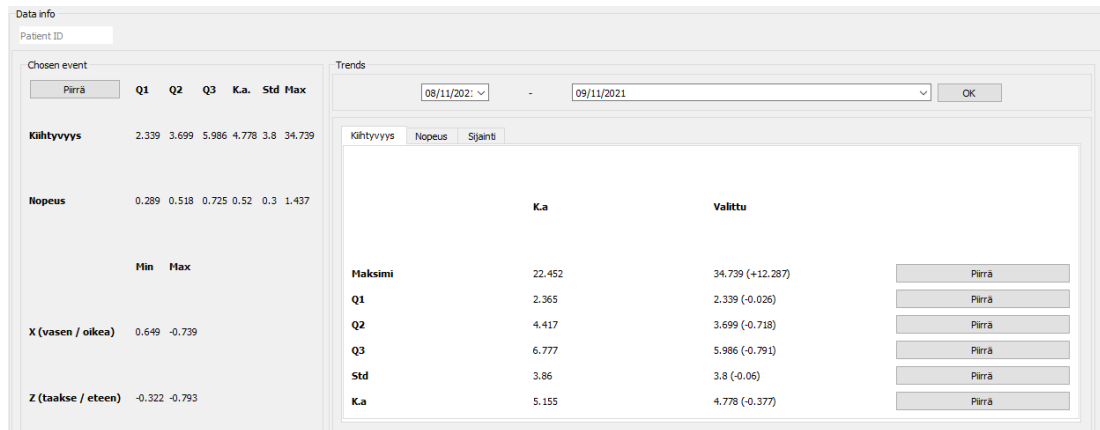 Data info
Patient ID
Chosen event
Piirrä Q1 Q2 Q3 K.a. Std Max
Kiihtyvyys 2.339 3.699 5.986 4.778 3.8 34.739
Nopeus 0.289 0.518 0.725 0.52 0.3 1.437
Min Max
X (vasen / oikea) 0.649 -0.739
Z (taakse / eteen) -0.322 -0.793
Trends
08/11/2021 - 09/11/2021 OK
Kiihtyvyys Nopeus Sijainti
K.a Valittu
Maksimi 22.452 34.739 (+12.287) Piirrä
Q1 2.365 2.339 (-0.026) Piirrä
Q2 4.417 3.699 (-0.718) Piirrä
Q3 6.777 5.986 (-0.791) Piirrä
Std 3.86 3.8 (-0.06) Piirrä
K.a 5.155 4.778 (-0.377) Piirrä